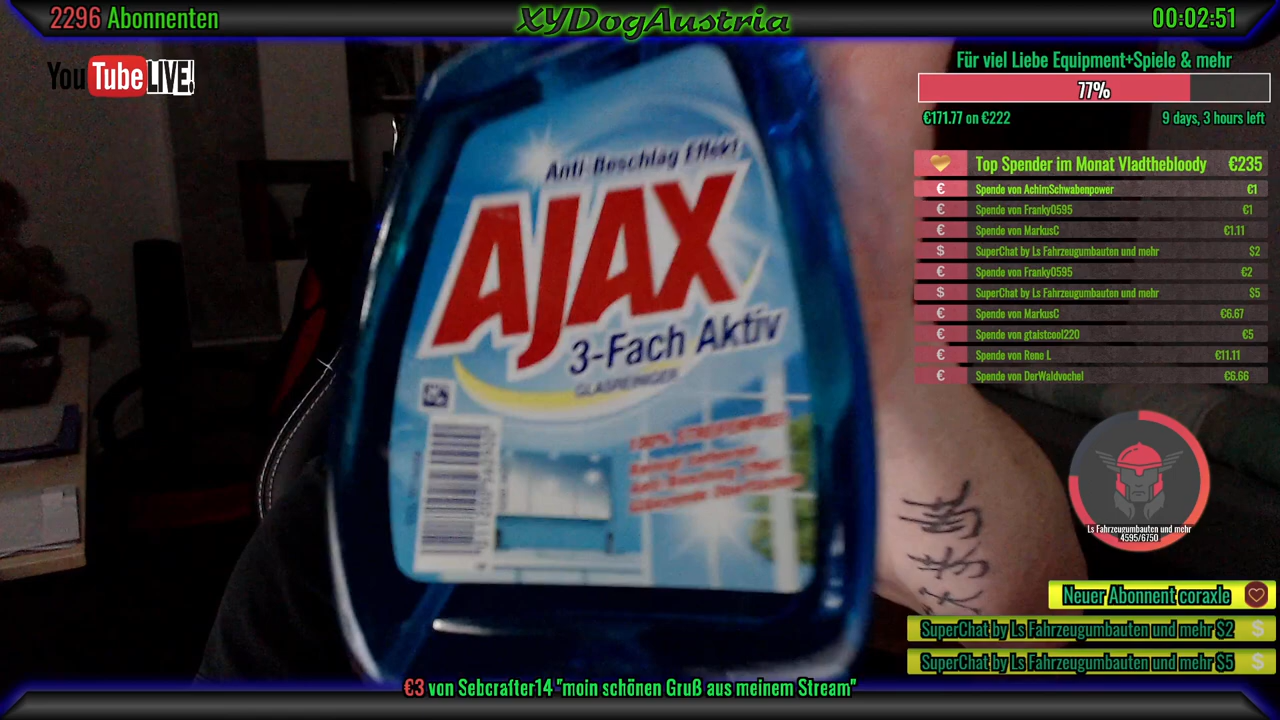 2296 Abonnenten
XYDogAustria
00:02:51
YouTube LIVE!
Für viel Liebe Equipment+Spiele & mehr
77%
€171.77 on €222
9 days, 3 hours left
Top Spender im Monat Vladthebloody €235
€ Spende von AchimSchwabenpower €1
€ Spende von Franky0595 €1
€ Spende von MarkusC €1.11
$ SuperChat by Ls Fahrzeugumbauten und mehr $2
€ Spende von Franky0595 €2
$ SuperChat by Ls Fahrzeugumbauten und mehr $5
€ Spende von MarkusC €6.67
€ Spende von gtaistcool220 €5
€ Spende von Rene L €11.11
€ Spende von DerWaldvochel €6.66
Anti-Beschlag Effekt
AJAX
3-Fach Aktiv
GLASREINIGER
100% STREIFENFREI
Anti Beschlag Effekt
Ls Fahrzeugumbauten und mehr
4595/6750
Neuer Abonnent coraxle
SuperChat by Ls Fahrzeugumbauten und mehr $2 $
SuperChat by Ls Fahrzeugumbauten und mehr $5 $
€3 von Sebcrafter14 "moin schönen Gruß aus meinem Stream"